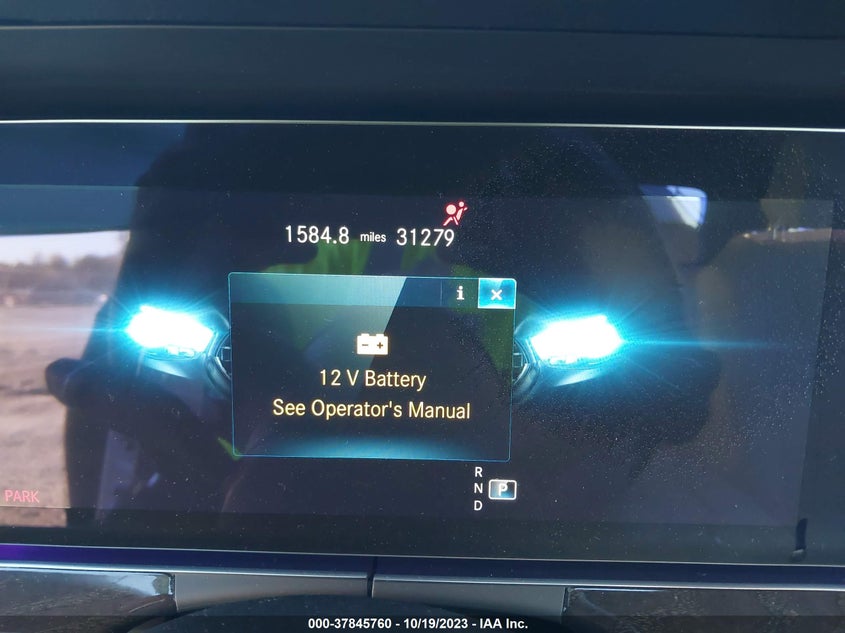 1584.8 miles 31279
i
12 V Battery
See Operator's Manual
R
N P
D
PARK
000-37845760 - 10/19/2023 - IAA Inc.